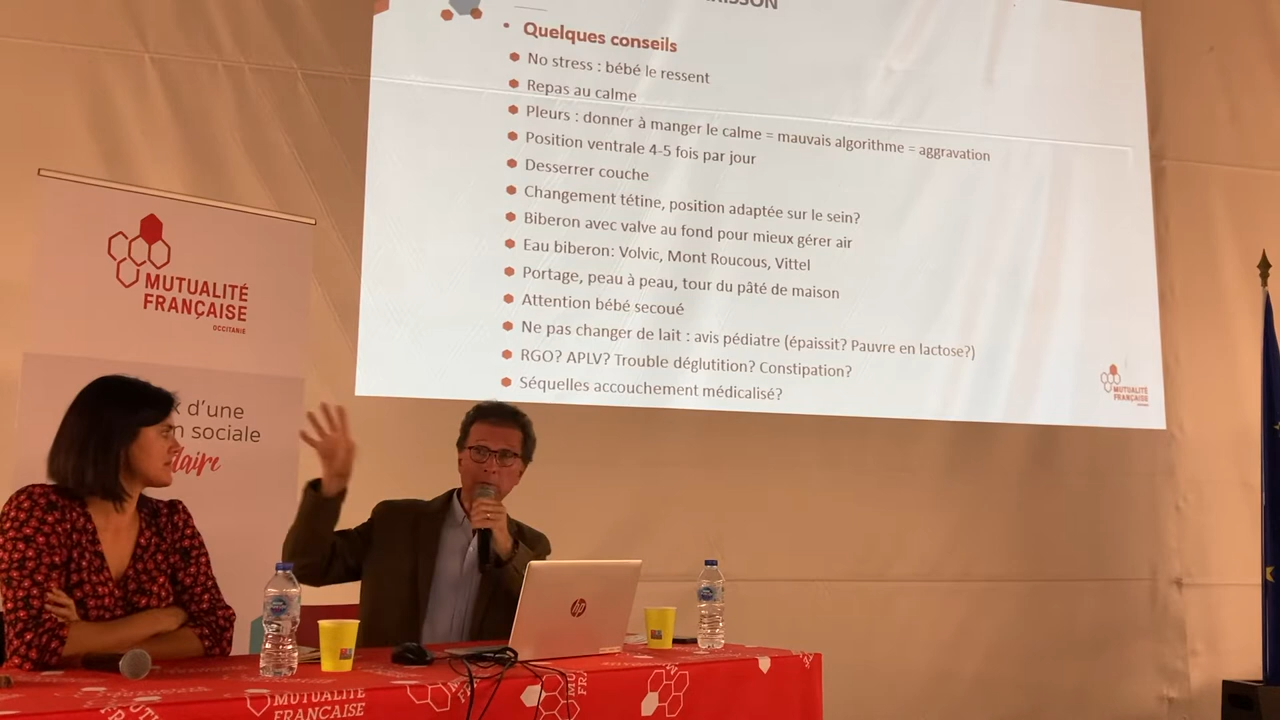 Quelques conseils
No stress : bébé le ressent
Repas au calme
Pleurs : donner à manger le calme = mauvais algorithme = aggravation
Position ventrale 4-5 fois par jour
Desserrer couche
Changement tétine, position adaptée sur le sein?
Biberon avec valve au fond pour mieux gérer air
Eau biberon: Volvic, Mont Roucous, Vittel
Portage, peau à peau, tour du pâté de maison
Attention bébé secoué
Ne pas changer de lait : avis pédiatre (épaissit? Pauvre en lactose?)
RGO? APLV? Trouble déglutition? Constipation?
Séquelles accouchement médicalisé?
MUTUALITÉ
FRANÇAISE
MUTUALITÉ
FRANÇAISE
OCCITANIE
d'une
sociale
hp
MUTUALITÉ
FRANÇAISE